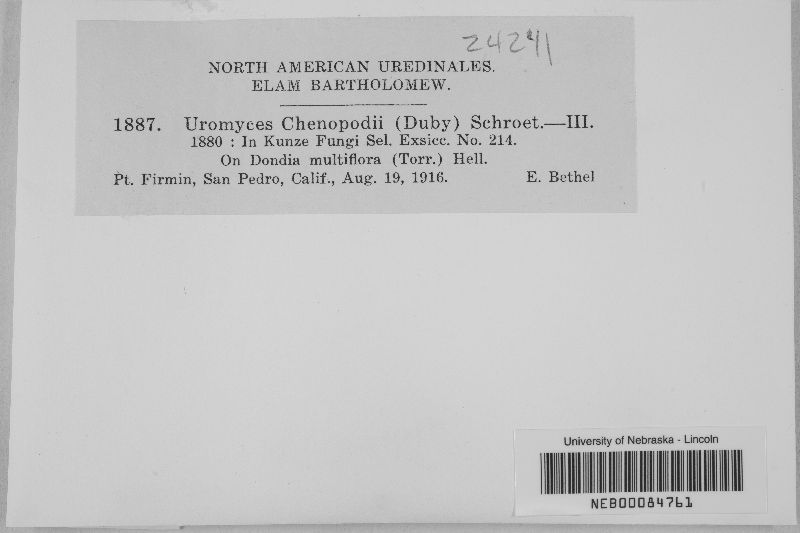 24241
NORTH AMERICAN UREDINALES.
ELAM BARTHOLOMEW.
1887. Uromyces Chenopodii (Duby) Schroet.—III.
1880 : In Kunze Fungi Sel. Exsicc. No. 214.
On Dondia multiflora (Torr.) Hell.
Pt. Firmin, San Pedro, Calif., Aug. 19, 1916. E. Bethel
University of Nebraska - Lincoln
NEB00084761